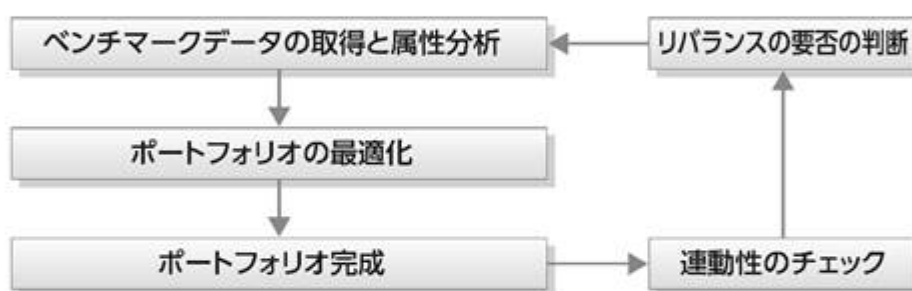 ベンチマークデータの取得と属性分析
リバランスの要否の判断
ポートフォリオの最適化
ポートフォリオ完成
連動性のチェック